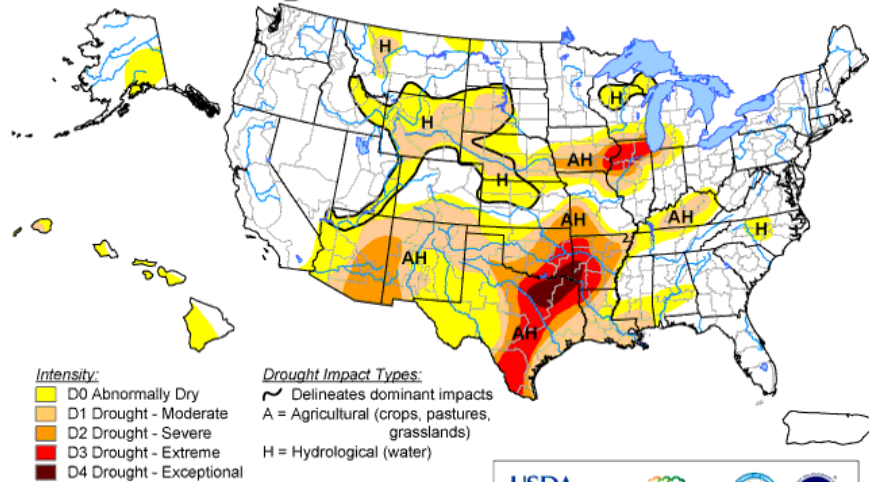 H
H
H
AH
H
AH
AH
H
AH
AH
Intensity:
D0 Abnormally Dry
D1 Drought - Moderate
D2 Drought - Severe
D3 Drought - Extreme
D4 Drought - Exceptional
Drought Impact Types:
Delineates dominant impacts
A = Agricultural (crops, pastures,
grasslands)
H = Hydrological (water)
USDA